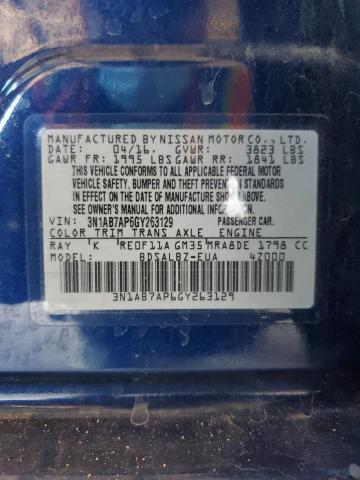 MANUFACTURED BY NISSAN MOTOR CO., LTD.
DATE: 04/16. GVWR: 3823 LBS
GAWR FR: 1995 LBS GAWR RR: 1841 LBS
THIS VEHICLE CONFORMS TO ALL APPLICABLE FEDERAL MOTOR
VEHICLE SAFETY, BUMPER AND THEFT PREVENTION STANDARDS
IN EFFECT ON THE DATE OF MANUFACTURE SHOWN ABOVE.
SEE OWNER'S MANUAL FOR ADDITIONAL INFORMATION.
VIN: 3N1AB7AP6GY263129 PASSENGER CAR.
COLOR TRIM TRANS AXLE ENGINE
RAY K RE0F11A GM35 MRA8DE 1798 CC
MODEL: BDSALBZ-EUA 4Z000
3N1AB7AP6GY263129